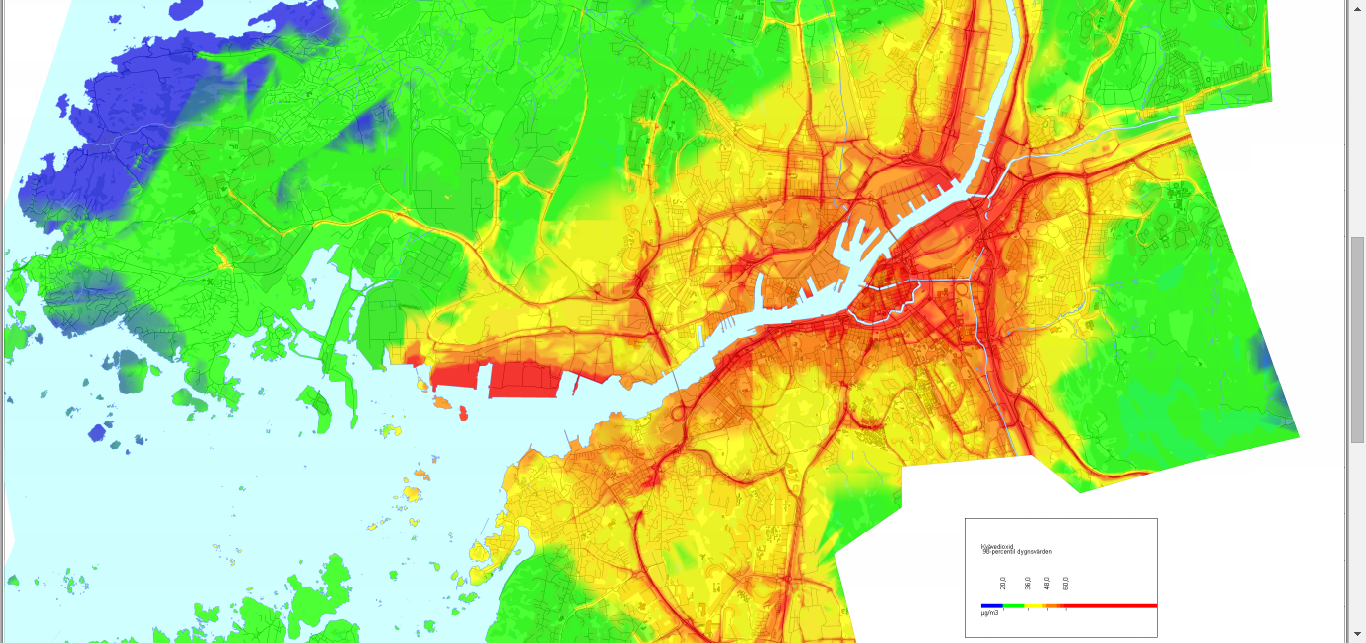 Kvävedioxid
98-percentil dygnsvärden
20,0
36,0
48,0
60,0
µg/m3